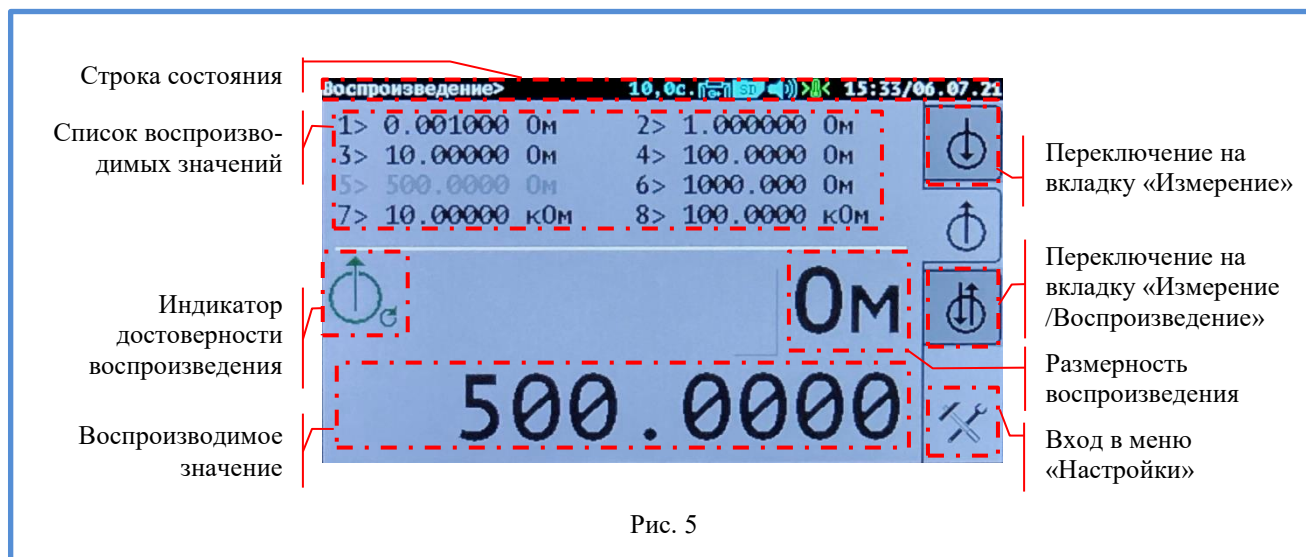 Строка состояния
Список воспризво-
димых значений
Индикатор
достоверности
воспроизведения
Воспроизводимое
значение
Воспроизведение> 10,0с. SD 15:33/06.07.21
1> 0.001000 Ом 2> 1.000000 Ом
3> 10.00000 Ом 4> 100.0000 Ом
5> 500.0000 Ом 6> 1000.000 Ом
7> 10.00000 кОм 8> 100.0000 кОм
Ом
500.0000
Переключение на
вкладку «Измерение»
Переключение на
вкладку «Измерение
/Воспроизведение»
Размерность
воспроизведения
Вход в меню
«Настройки»
Рис. 5